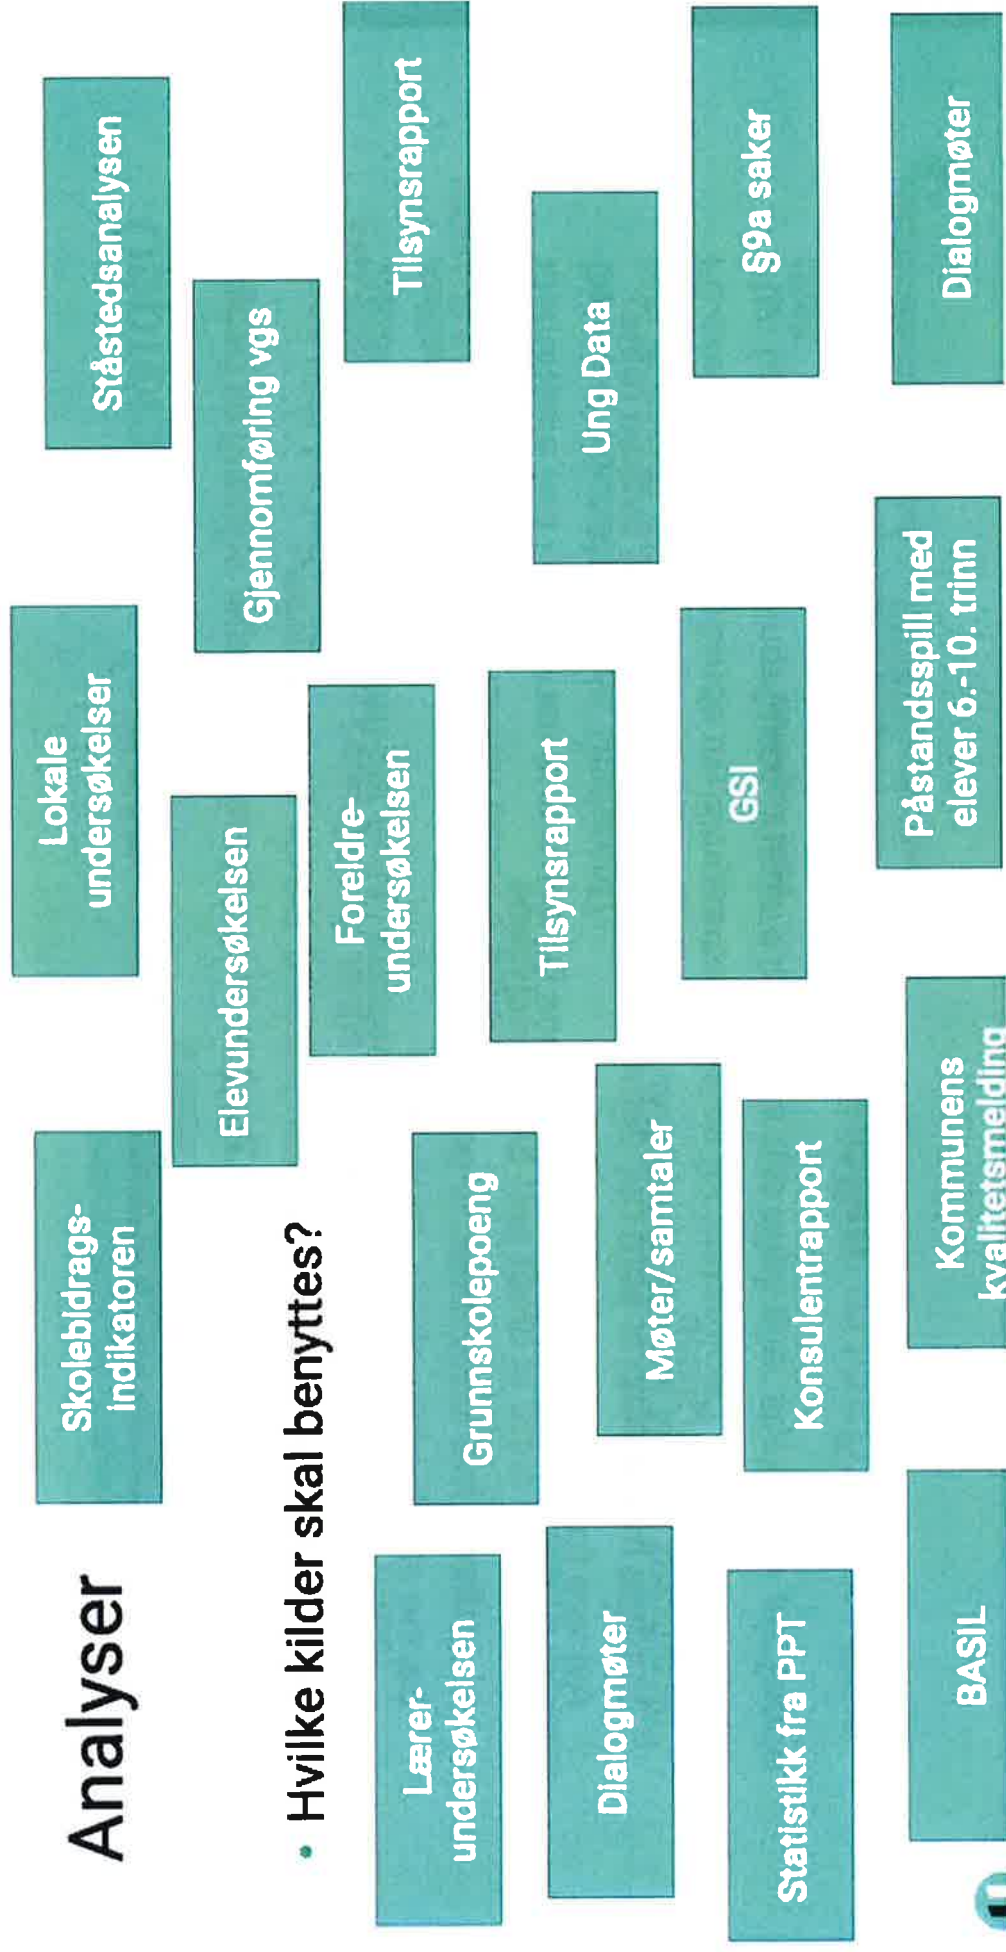 Analyser
Skolebidrags-
indikatoren
Lokale
undersøkelser
Ståstedsanalysen
Elevundersøkelsen
Gjennomføring vgs
• Hvilke kilder skal benyttes?
Foreldre-
undersøkelsen
Tilsynsrapport
Lærer-
undersøkelsen
Grunnskolepoeng
Tilsynsrapport
Ung Data
Dialogmøter
Møter/samtaler
GSI
§9a saker
Statistikk fra PPT
Konsulentrapport
Påstandsspill med
elever 6.-10. trinn
Dialogmøter
BASIL
Kommunens
kvalitetsmelding